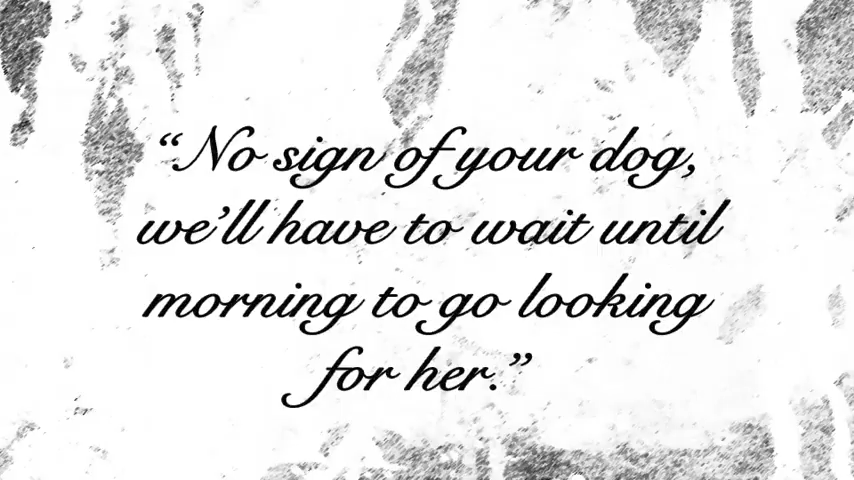 “No sign of your dog,
we’ll have to wait until
morning to go looking
for her.”